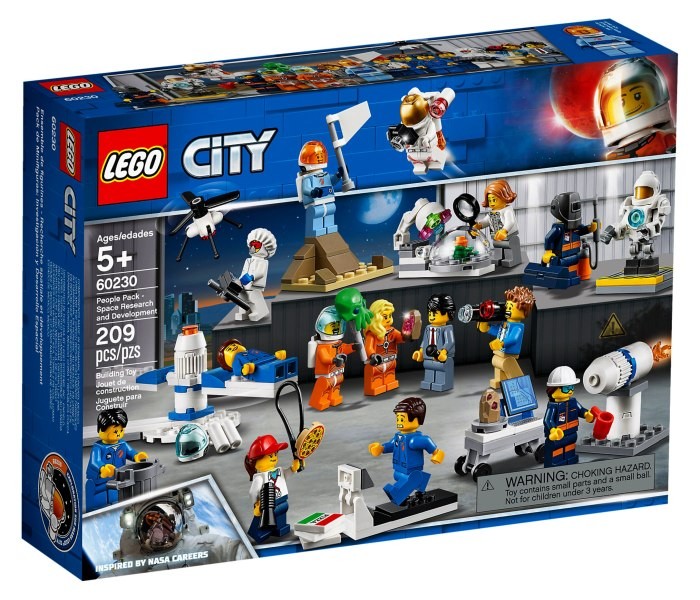 LEGO
60230
LEGO CITY
Ages/edades
5+
60230
People Pack -
Space Research
and Development
209
pcs/pzs
Building Toy
Jouet de
construction
Juguete para
Construir
WARNING: CHOKING HAZARD.
Toy contains small parts and a small ball.
Not for children under 3 years.
INSPIRED BY NASA CAREERS
60230
LEGO
CITY